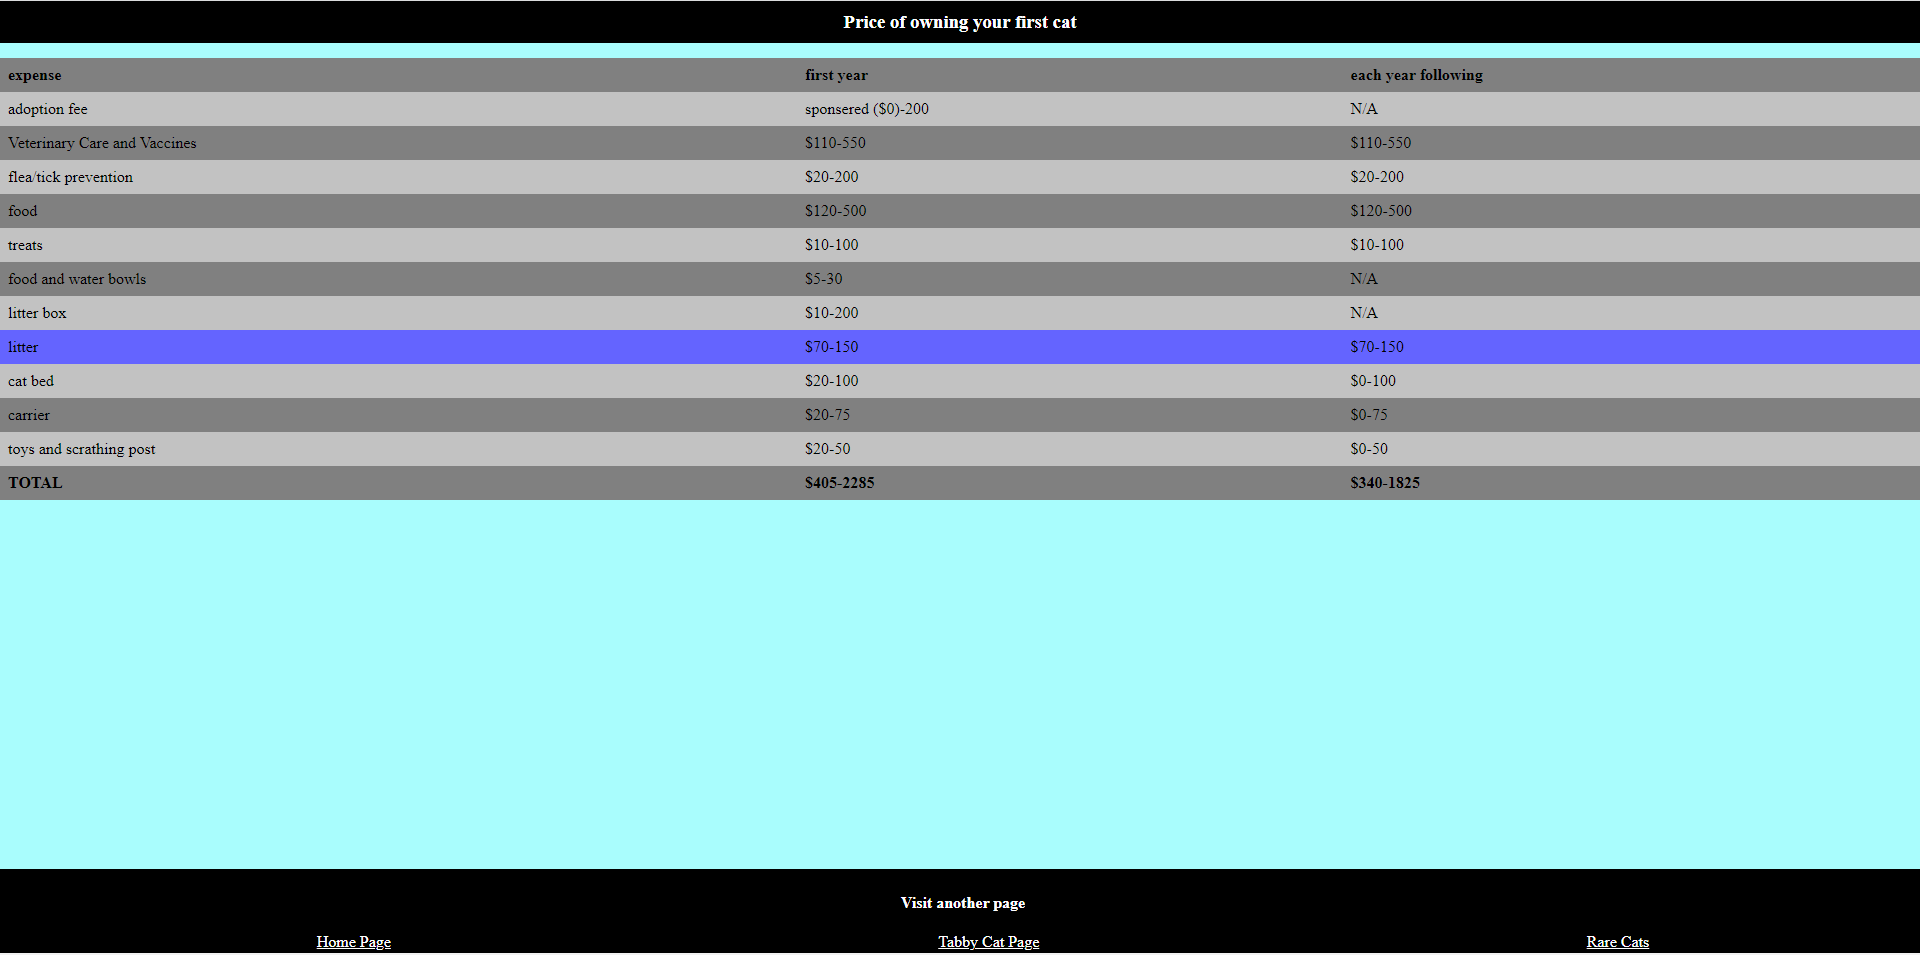 Price of owning your first cat
expense first year each year following
adoption fee sponsered ($0)-200 N/A
Veterinary Care and Vaccines $110-550 $110-550
flea/tick prevention $20-200 $20-200
food $120-500 $120-500
treats $10-100 $10-100
food and water bowls $5-30 N/A
litter box $10-200 N/A
litter $70-150 $70-150
cat bed $20-100 $0-100
carrier $20-75 $0-75
toys and scrathing post $20-50 $0-50
TOTAL $405-2285 $340-1825
Visit another page
Home Page Tabby Cat Page Rare Cats